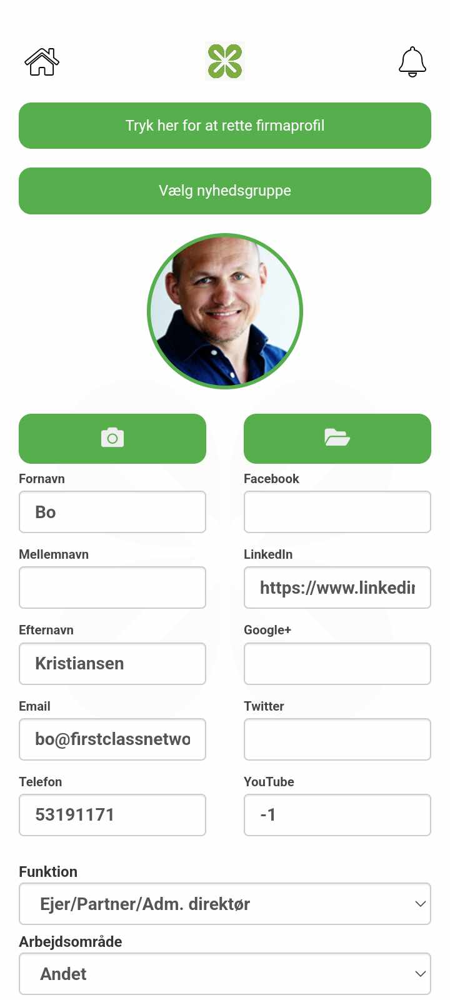 Tryk her for at rette firmaprofil
Vælg nyhedsgruppe
Fornavn
Bo
Facebook
Mellemnavn
LinkedIn
https://www.linkedin
Efternavn
Kristiansen
Google+
Email
bo@firstclassnetwo
Twitter
Telefon
53191171
YouTube
-1
Funktion
Ejer/Partner/Adm. direktør
Arbejdsområde
Andet